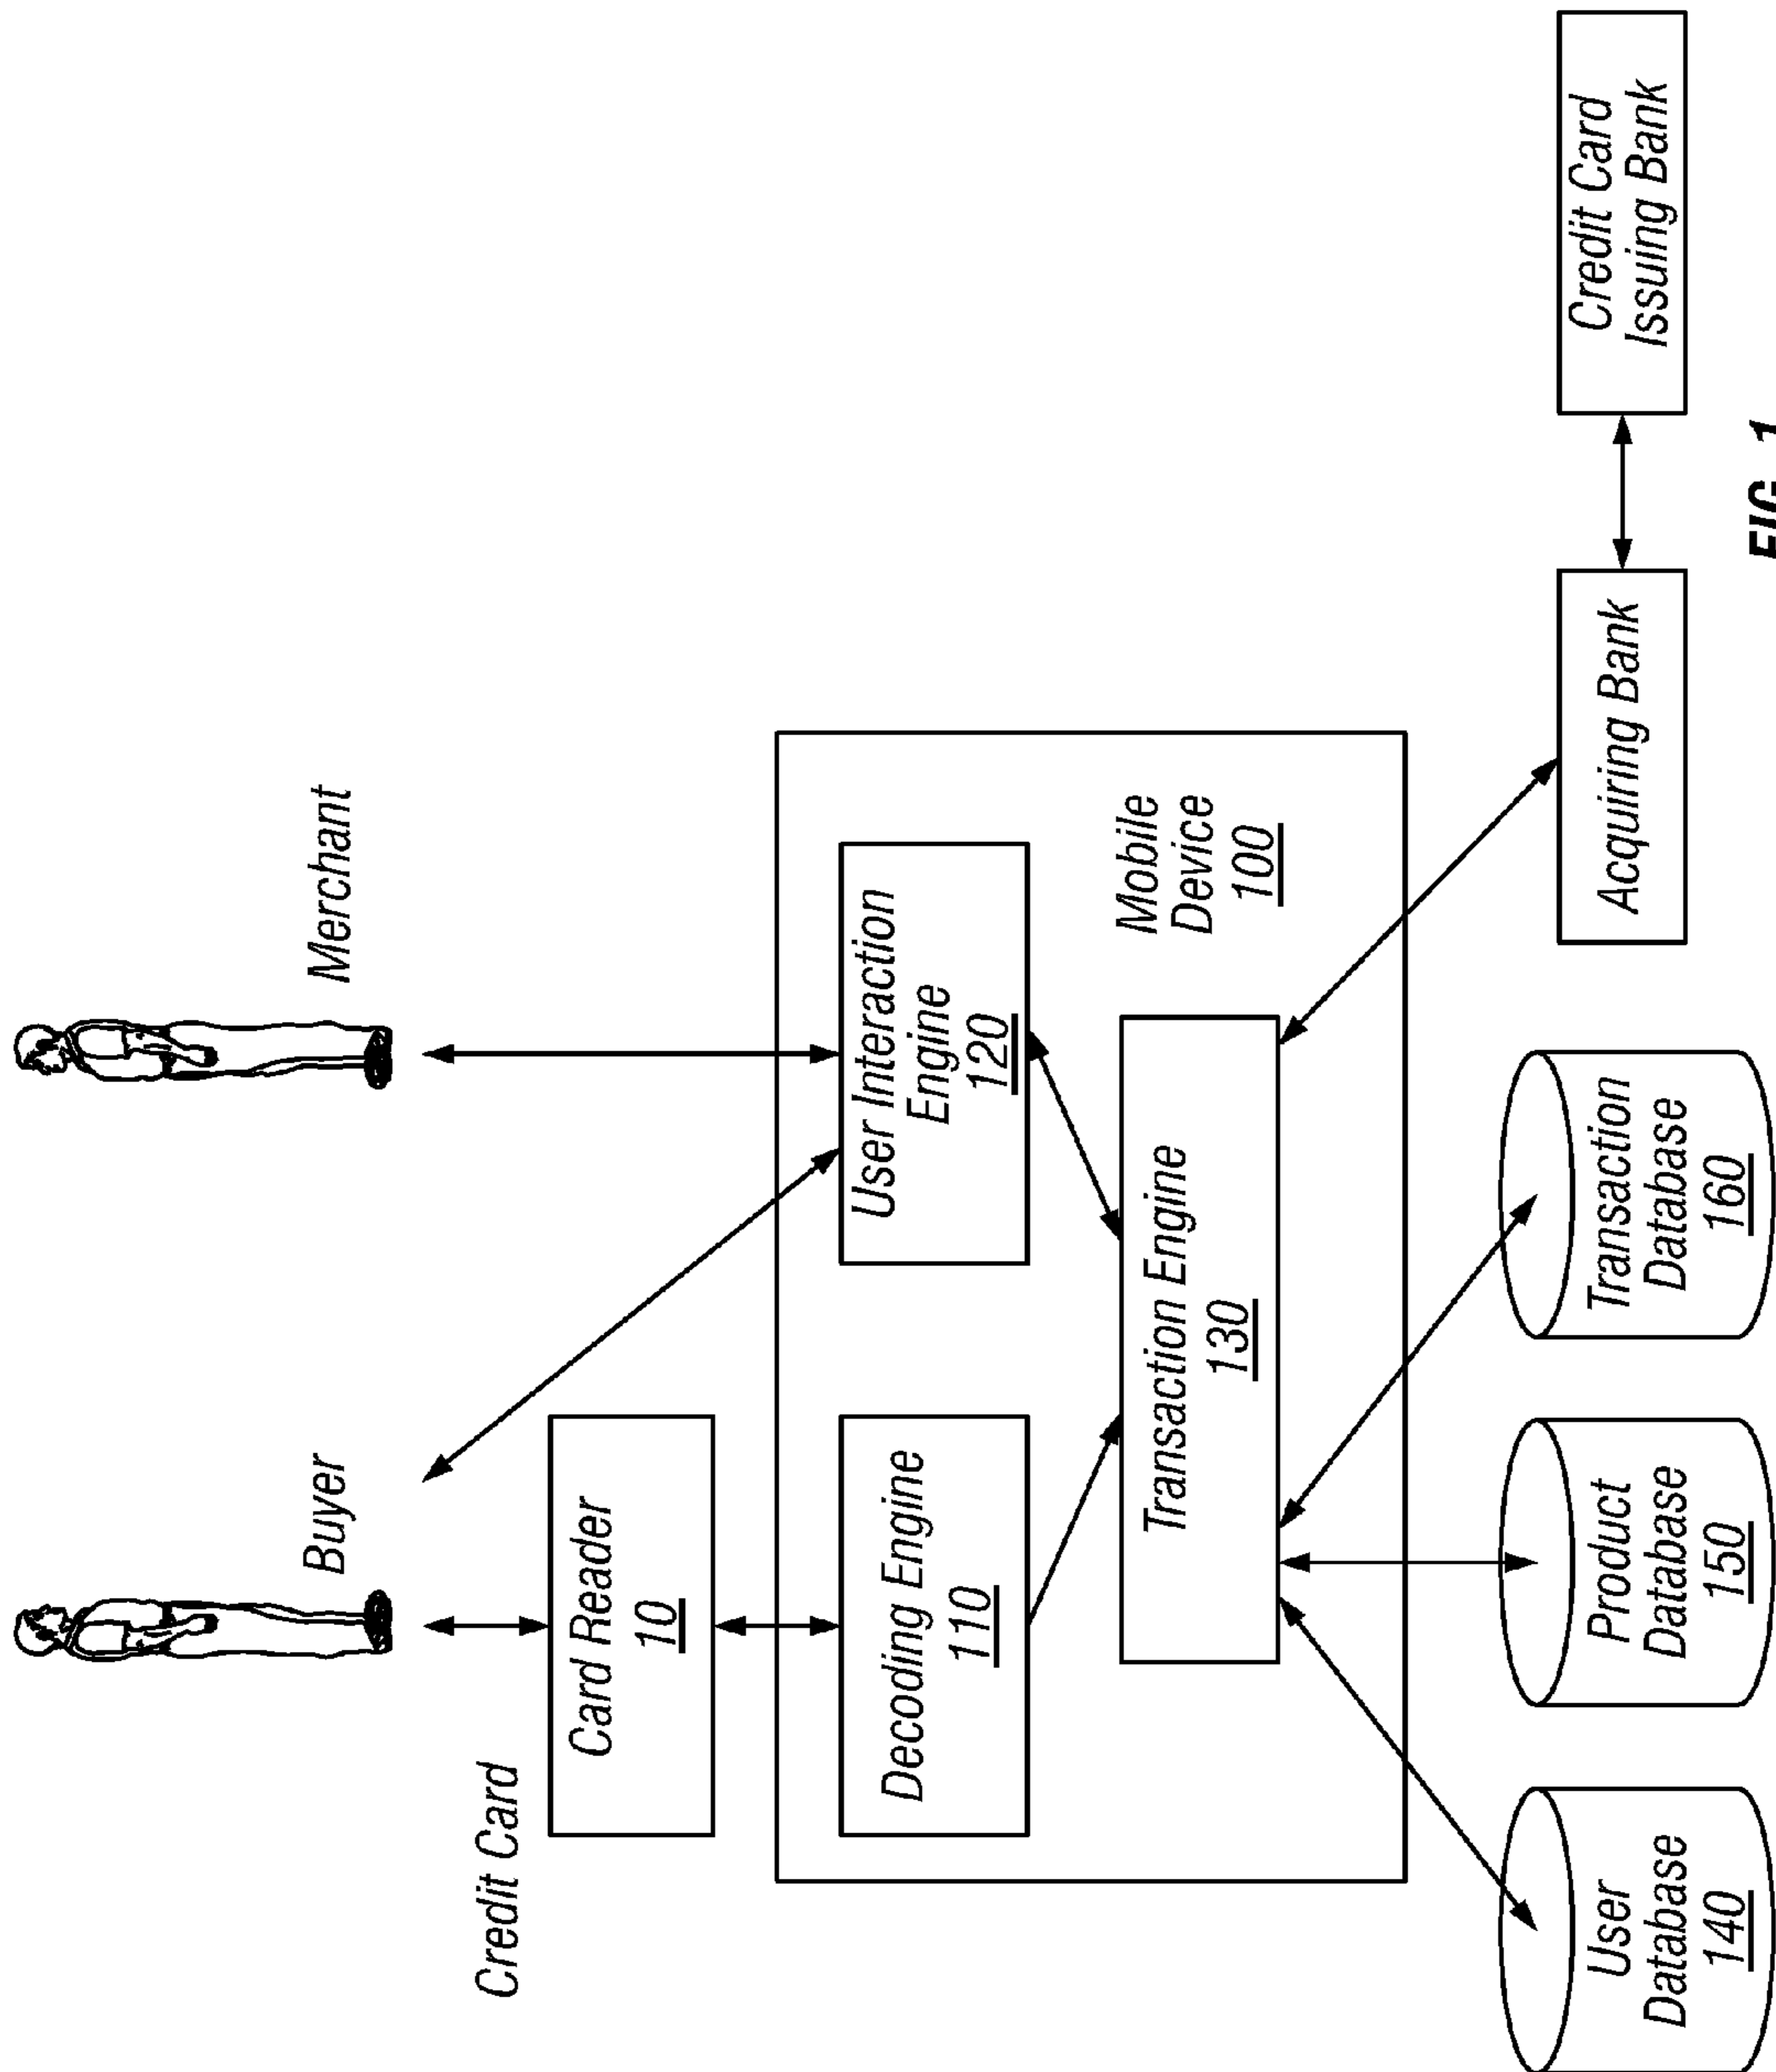 Buyer
Merchant
Credit Card
Card Reader
10
Decoding Engine
110
User Interaction
Engine
120
Transaction Engine
130
Mobile
Device
100
User
Database
140
Product
Database
150
Transaction
Database
160
Acquiring Bank
Credit Card
Issuing Bank
FIG. 1